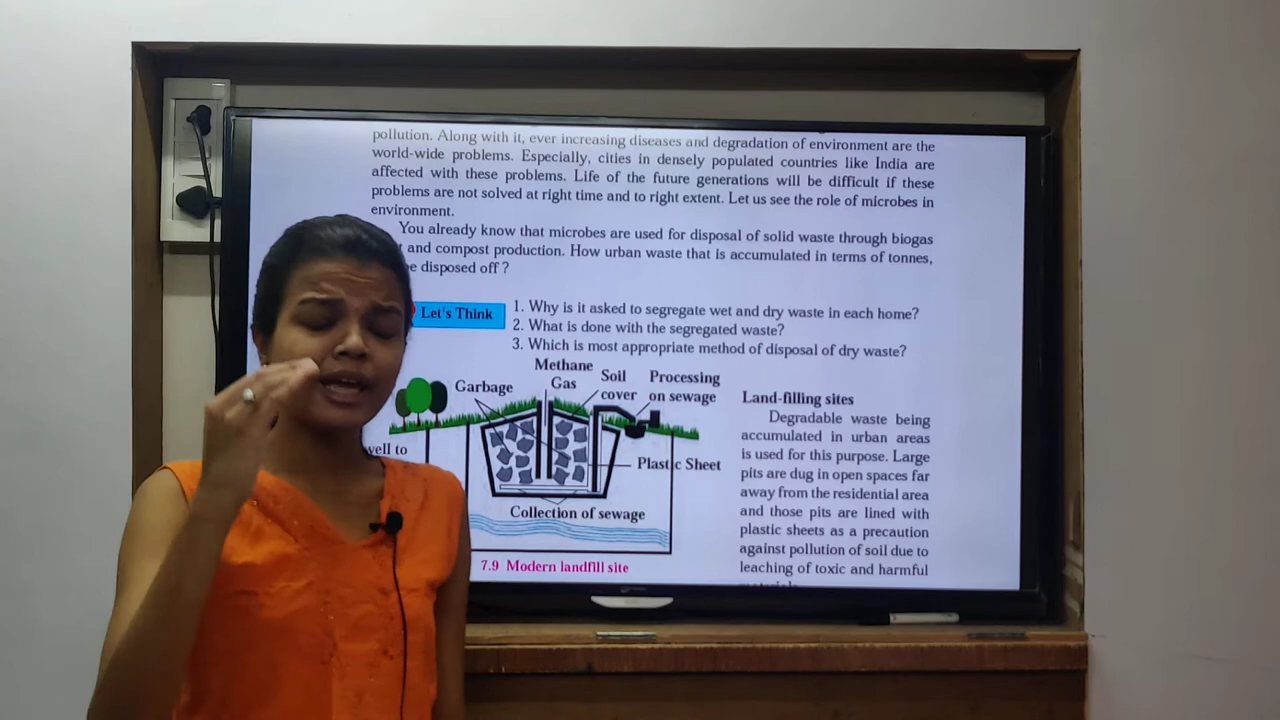 pollution. Along with it, ever increasing diseases and degradation of environment are the
world-wide problems. Especially, cities in densely populated countries like India are
affected with these problems. Life of the future generations will be difficult if these
problems are not solved at right time and to right extent. Let us see the role of microbes in
environment.
You already know that microbes are used for disposal of solid waste through biogas
and compost production. How urban waste that is accumulated in terms of tonnes,
disposed off ?
Let's Think
1. Why is it asked to segregate wet and dry waste in each home?
2. What is done with the segregated waste?
3. Which is most appropriate method of disposal of dry waste?
Methane
Gas
Soil
cover
Processing
on sewage
Garbage
well to
Plastic Sheet
Collection of sewage
7.9 Modern landfill site
Land-filling sites
Degradable waste being
accumulated in urban areas
is used for this purpose. Large
pits are dug in open spaces far
away from the residential area
and those pits are lined with
plastic sheets as a precaution
against pollution of soil due to
leaching of toxic and harmful